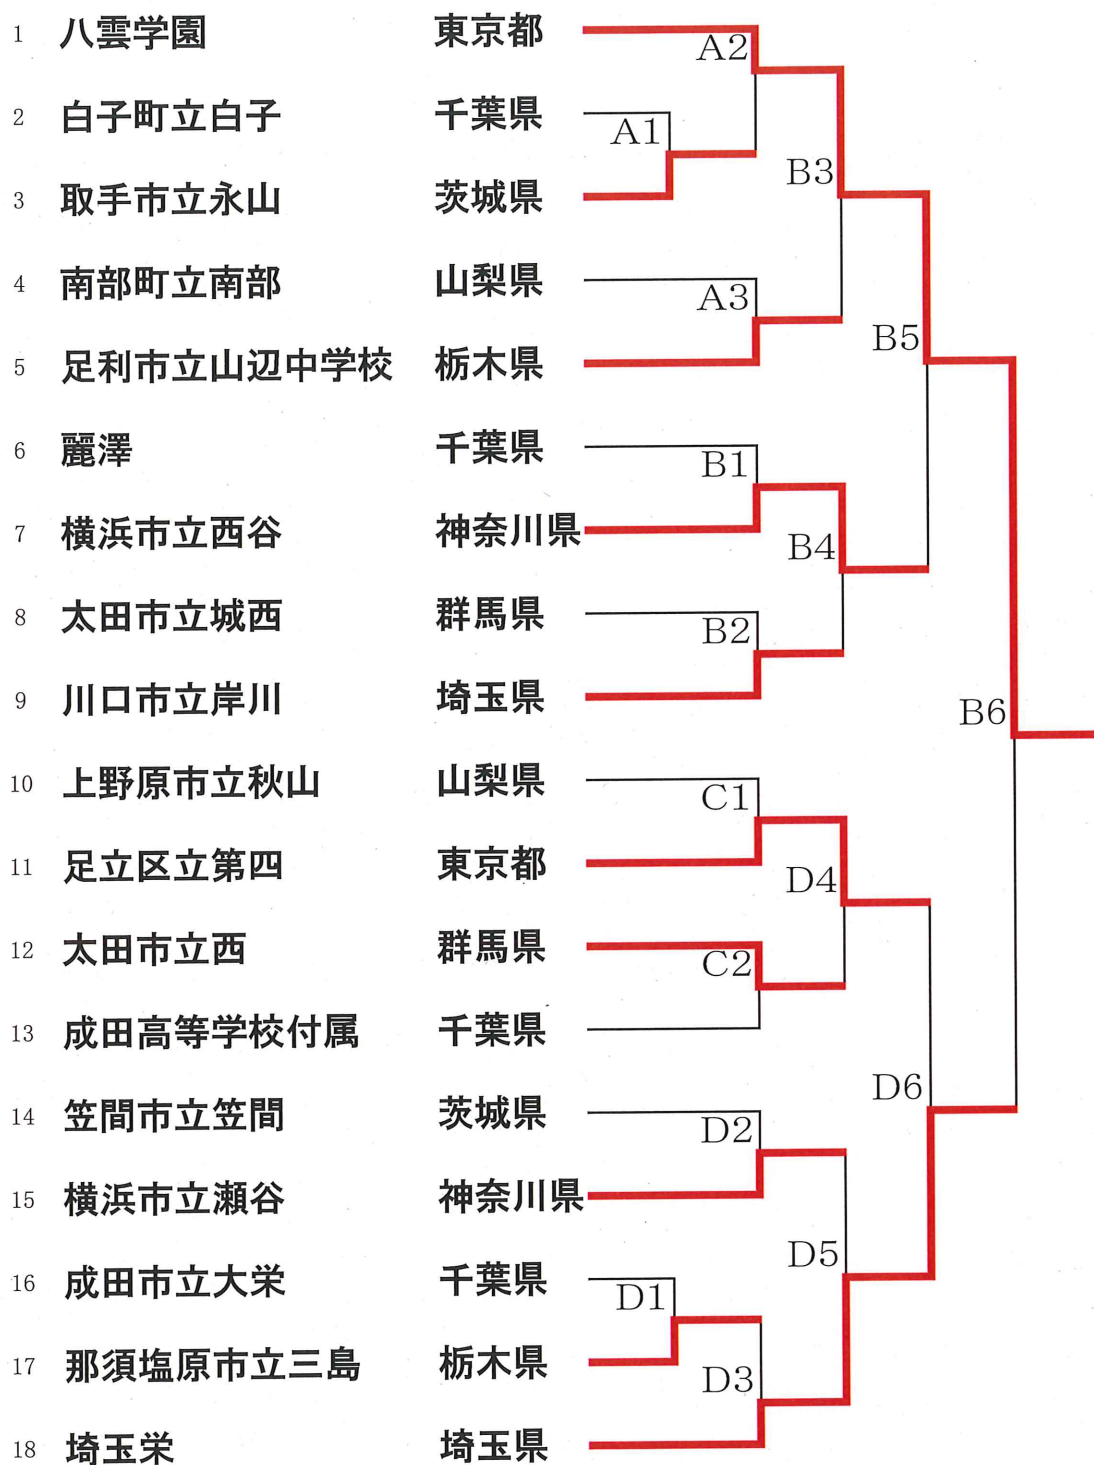 1 八雲学園 東京都
A2
2 白子町立白子 千葉県
A1
B3
3 取手市立永山 茨城県
4 南部町立南部 山梨県
A3
B5
5 足利市立山辺中学校 栃木県
6 麗澤 千葉県
B1
7 横浜市立西谷 神奈川県
B4
8 太田市立城西 群馬県
B2
9 川口市立岸川 埼玉県
B6
10 上野原市立秋山 山梨県
C1
11 足立区立第四 東京都
D4
12 太田市立西 群馬県
C2
13 成田高等学校付属 千葉県
D6
14 笠間市立笠間 茨城県
D2
15 横浜市立瀬谷 神奈川県
D5
16 成田市立大栄 千葉県
D1
17 那須塩原市立三島 栃木県
D3
18 埼玉栄 埼玉県